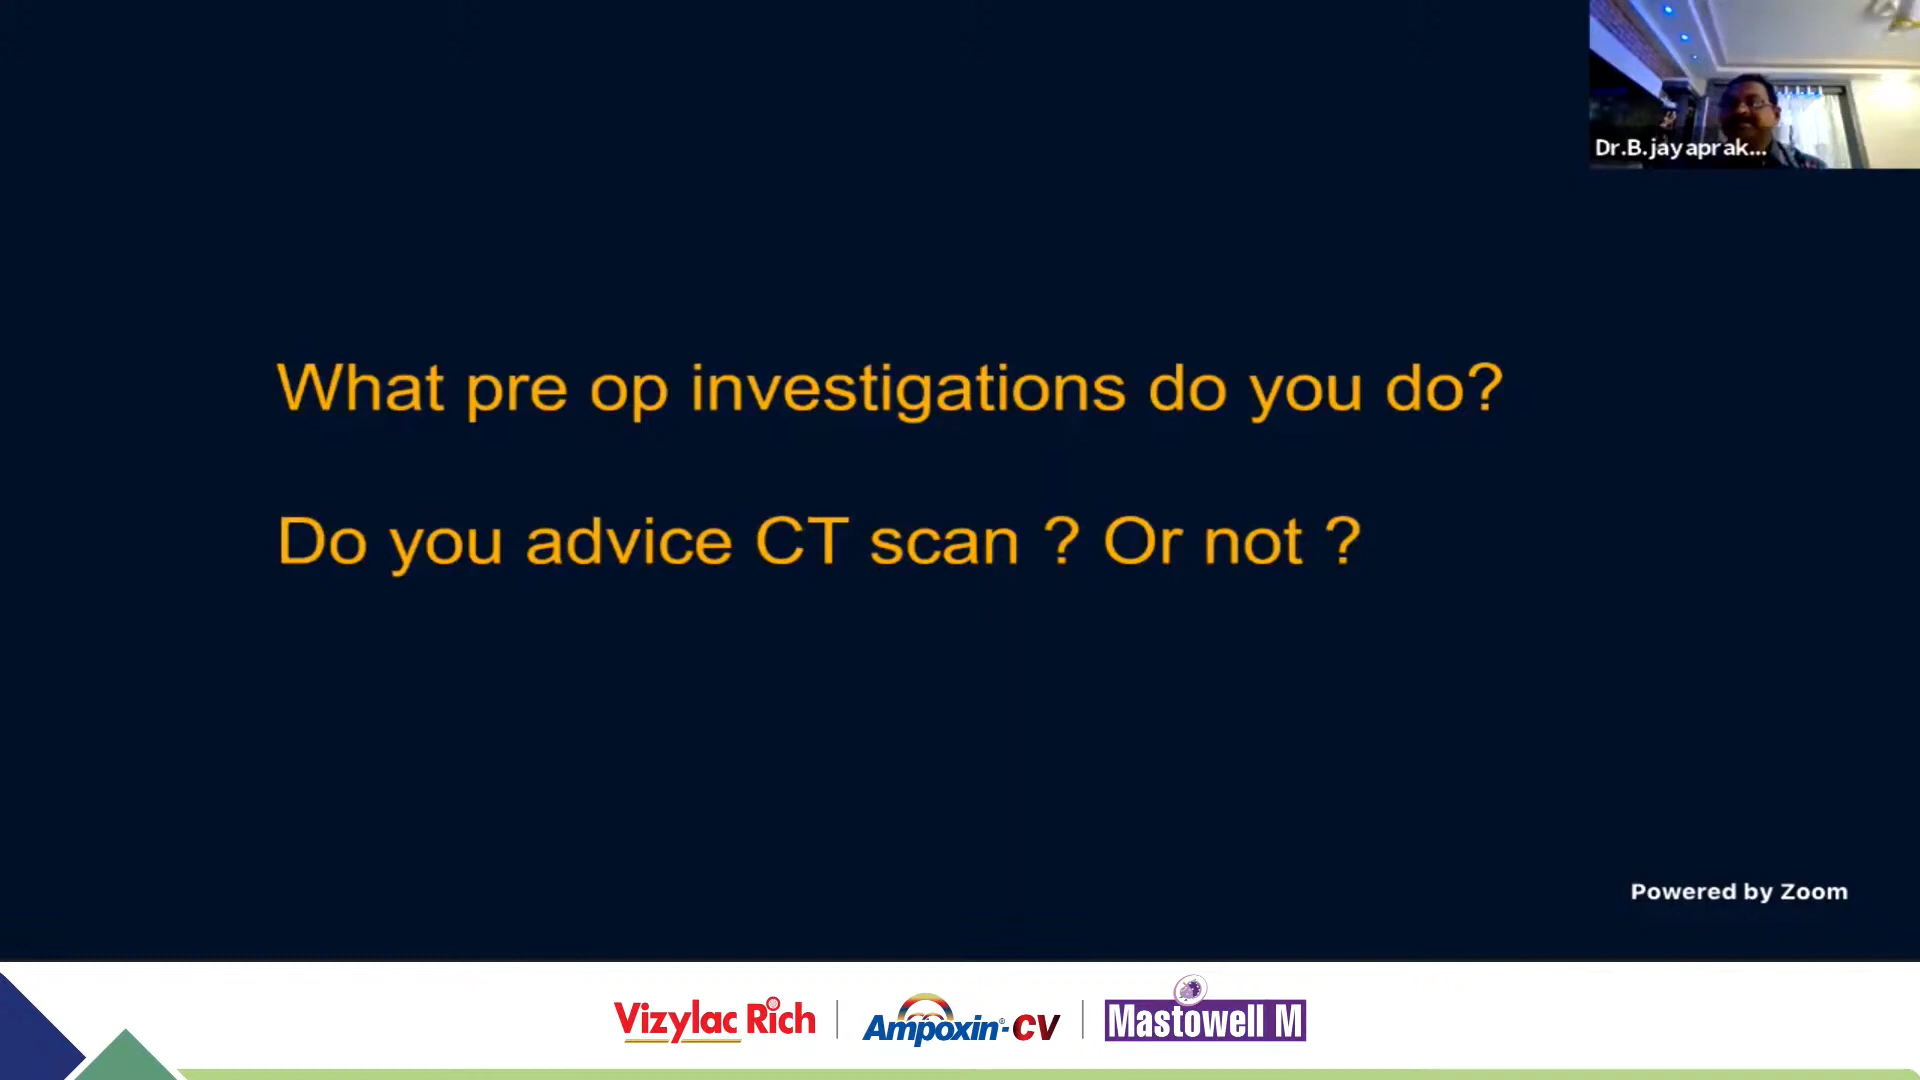 Dr.B.jayaprak...
What pre op investigations do you do?
Do you advice CT scan ? Or not ?
Powered by Zoom
Vizylac Rich
Ampoxin®-CV
Mastowell M